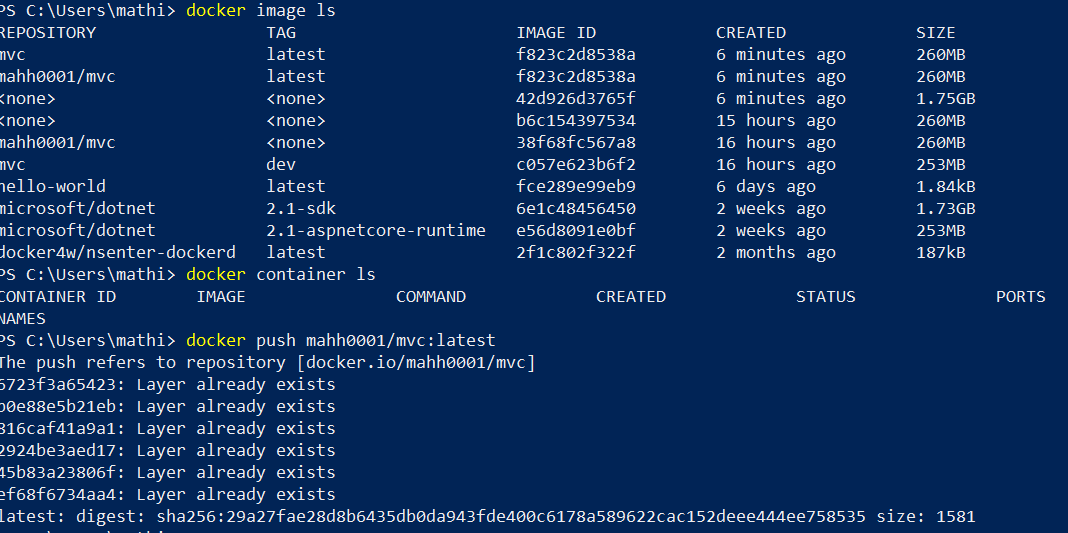 PS C:\Users\mathi> docker image ls
REPOSITORY TAG IMAGE ID CREATED SIZE
mvc latest f823c2d8538a 6 minutes ago 260MB
mahh0001/mvc latest f823c2d8538a 6 minutes ago 260MB
<none> <none> 42d926d3765f 6 minutes ago 1.75GB
<none> <none> b6c154397534 15 hours ago 260MB
mahh0001/mvc <none> 38f68fc567a8 16 hours ago 260MB
mvc dev c057e623b6f2 16 hours ago 253MB
hello-world latest fce289e99eb9 6 days ago 1.84kB
microsoft/dotnet 2.1-sdk 6e1c48456450 2 weeks ago 1.73GB
microsoft/dotnet 2.1-aspnetcore-runtime e56d8091e0bf 2 weeks ago 253MB
docker4w/nsenter-dockerd latest 2f1c802f322f 2 months ago 187kB
PS C:\Users\mathi> docker container ls
CONTAINER ID IMAGE COMMAND CREATED STATUS PORTS
NAMES
PS C:\Users\mathi> docker push mahh0001/mvc:latest
The push refers to repository [docker.io/mahh0001/mvc]
6723f3a65423: Layer already exists
b0e88e5b21eb: Layer already exists
816caf41a9a1: Layer already exists
2924be3aed17: Layer already exists
45b83a23806f: Layer already exists
ef68f6734aa4: Layer already exists
latest: digest: sha256:29a27fae28d8b6435db0da943fde400c6178a589622cac152deee444ee758535 size: 1581